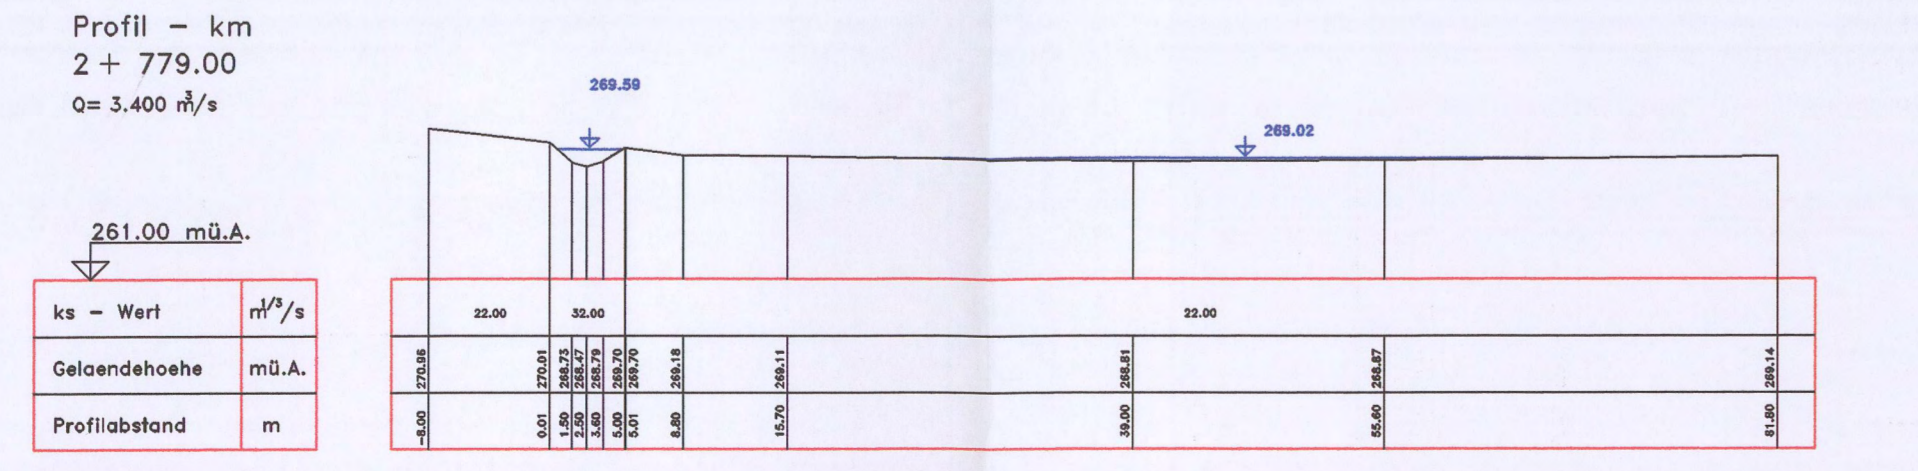 Profil - km
2 + 779.00
Q= 3.400 m³/s
269.59
269.02
261.00 mü.A.
ks - Wert m1/3/s 22.00 32.00 22.00
Gelaendehoehe mü.A. 270.86 270.01 268.73 268.47 268.79 269.70 269.70 269.18 269.11 268.81 268.87 269.14
Profilabstand m -8.00 0.01 1.50 2.50 3.60 5.00 5.01 8.80 15.70 39.00 55.60 81.80